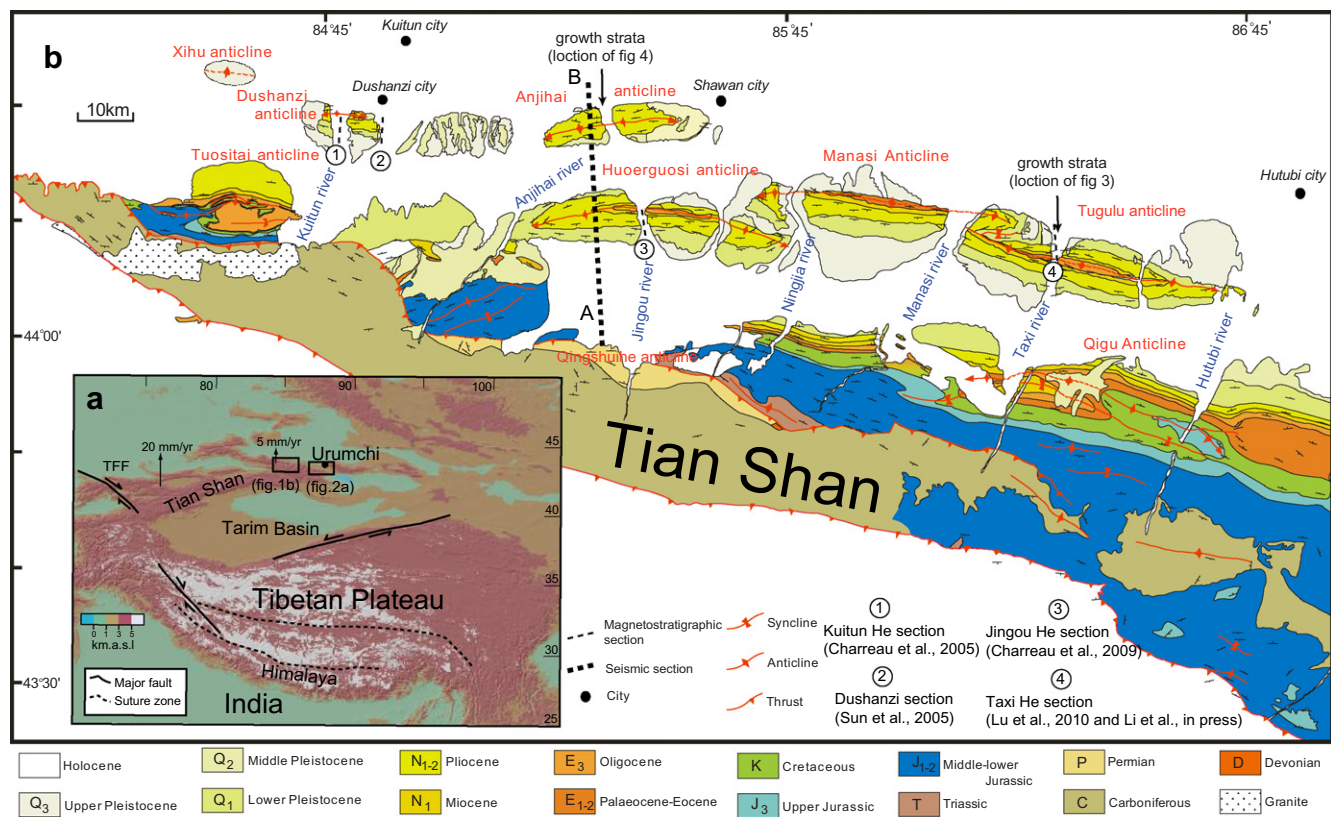 84°45'
85°45'
86°45'
b
Kuitun city
Xihu anticline
growth strata
(loction of fig 4)
Dushanzi city
B
Anjihai
anticline
Shawan city
Dushanzi
anticline
10km
1
2
Tuositai anticline
Kuitun river
Anjihai river
Huoerguosi anticline
Manasi Anticline
growth strata
(loction of fig 3)
Hutubi city
Tugulu anticline
3
4
A
Jingou river
Ningjia river
Manasi river
Taxi river
Hutubi river
44°00'
Qingshuihe anticline
Qigu Anticline
Tian Shan
a
80
90
100
20 mm/yr
5 mm/yr
45
Urumchi
TFF
(fig.1b)
(fig.2a)
Tian Shan
Tarim Basin
40
35
Tibetan Plateau
0 1 3 5
km.a.s.l
30
Himalaya
Major fault
Suture zone
India
25
43°30'
Magnetostratigraphic
section
Seismic section
City
Syncline
Anticline
Thrust
1
Kuitun He section
(Charreau et al., 2005)
2
Dushanzi section
(Sun et al., 2005)
3
Jingou He section
(Charreau et al., 2009)
4
Taxi He section
(Lu et al., 2010 and Li et al., in press)
Holocene
Q2 Middle Pleistocene
N1-2 Pliocene
E3 Oligocene
K Cretaceous
J1-2 Middle-lower
Jurassic
P Permian
D Devonian
Q3 Upper Pleistocene
Q1 Lower Pleistocene
N1 Miocene
E1-2 Palaeocene-Eocene
J3 Upper Jurassic
T Triassic
C Carboniferous
Granite